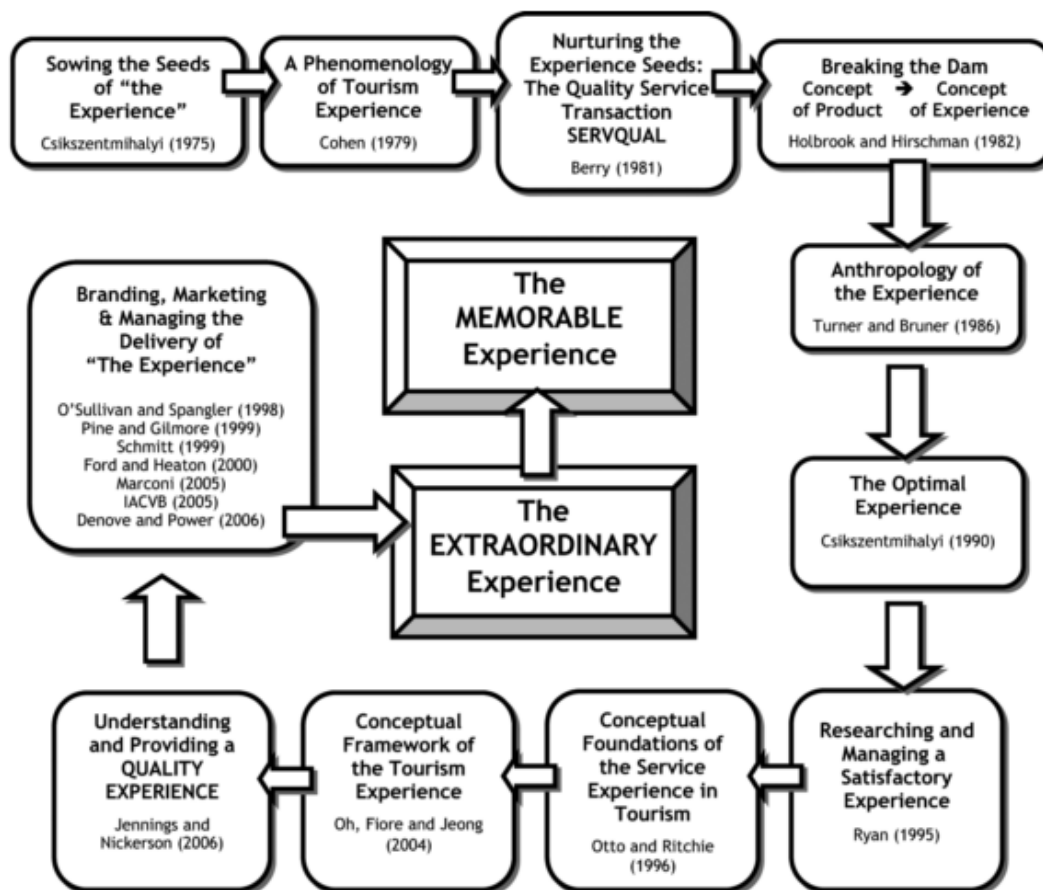 Sowing the Seeds
of “the
Experience”
Csikszentmihalyi (1975)
A Phenomenology
of Tourism
Experience
Cohen (1979)
Nurturing the
Experience Seeds:
The Quality Service
Transaction
SERVQUAL
Berry (1981)
Breaking the Dam
Concept ➔ Concept
of Product of Experience
Holbrook and Hirschman (1982)
Anthropology of
the Experience
Turner and Bruner (1986)
The Optimal
Experience
Csikszentmihalyi (1990)
Researching and
Managing a
Satisfactory
Experience
Ryan (1995)
Conceptual
Foundations of
the Service
Experience in
Tourism
Otto and Ritchie
(1996)
Conceptual
Framework of
the Tourism
Experience
Oh, Fiore and Jeong
(2004)
Understanding
and Providing a
QUALITY
EXPERIENCE
Jennings and
Nickerson (2006)
Branding, Marketing
& Managing the
Delivery of
“The Experience”
O’Sullivan and Spangler (1998)
Pine and Gilmore (1999)
Schmitt (1999)
Ford and Heaton (2000)
Marconi (2005)
IACVB (2005)
Denove and Power (2006)
The
EXTRAORDINARY
Experience
The
MEMORABLE
Experience